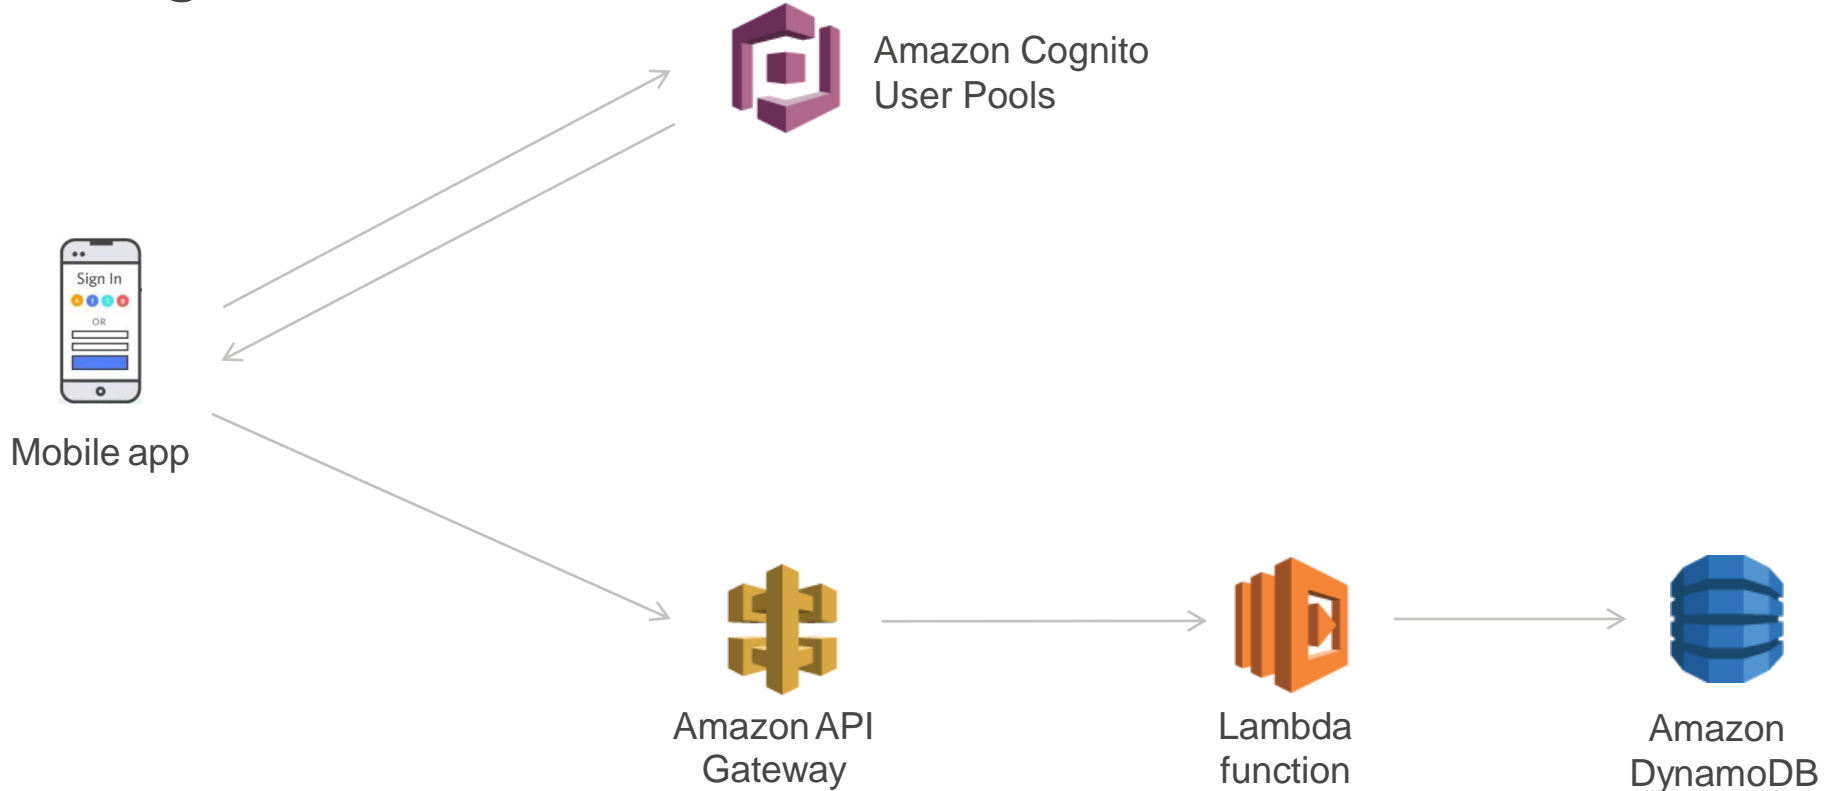 Amazon Cognito
User Pools
Sign In
OR
Mobile app
Amazon API
Gateway
Lambda
function
Amazon
DynamoDB